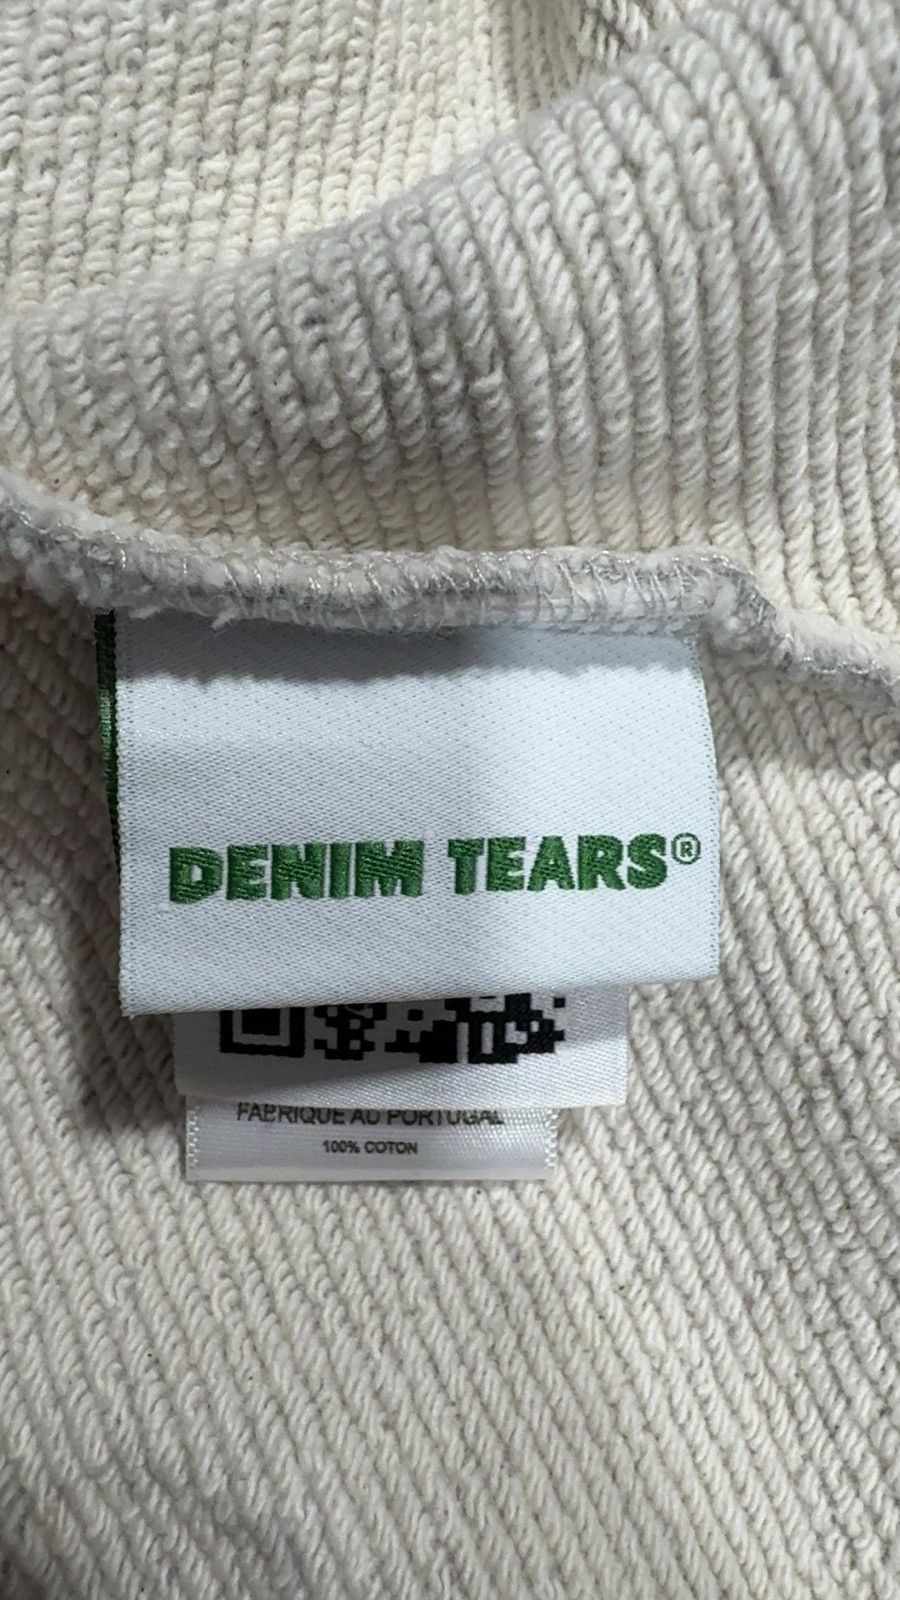 DENIM TEARS®
FABRIQUE AU PORTUGAL
100% COTON